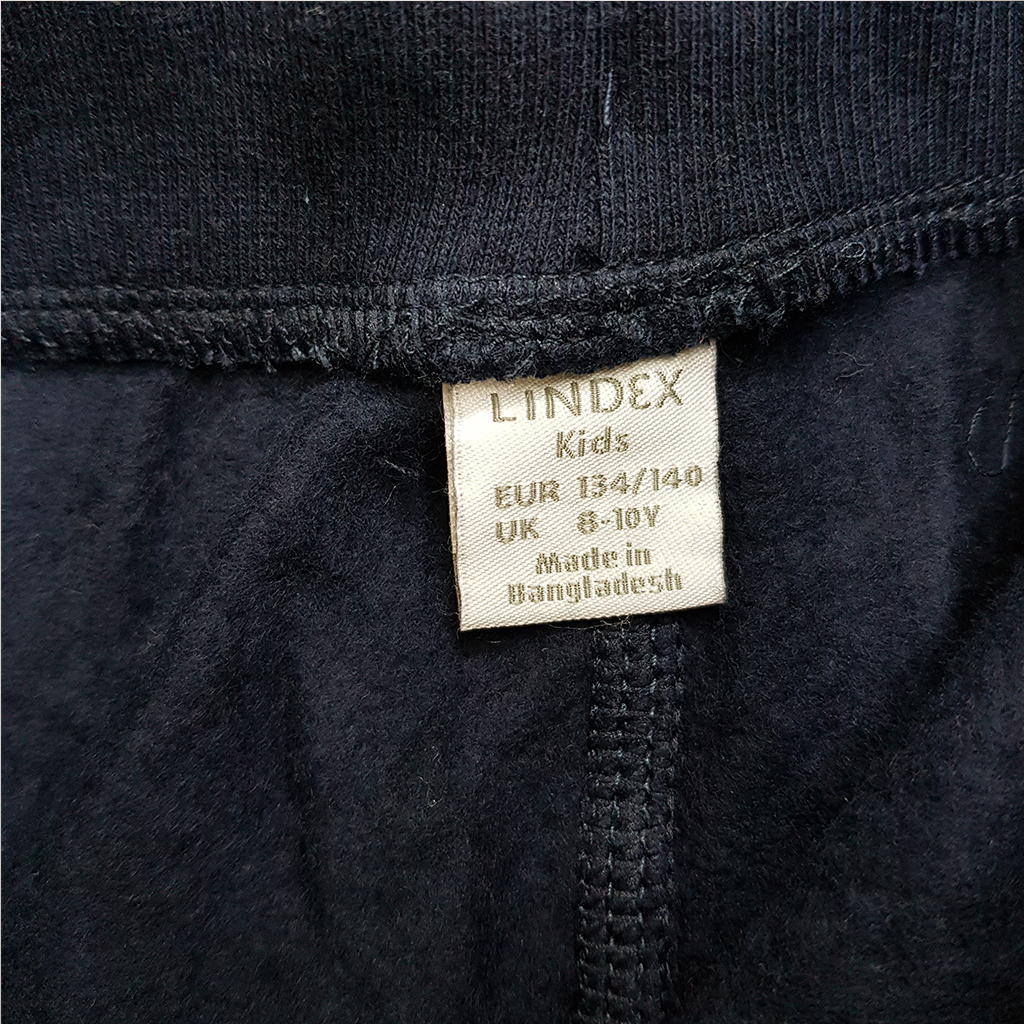 LINDEX
Kids
EUR 134/140
UK 8-10Y
Made in
Bangladesh